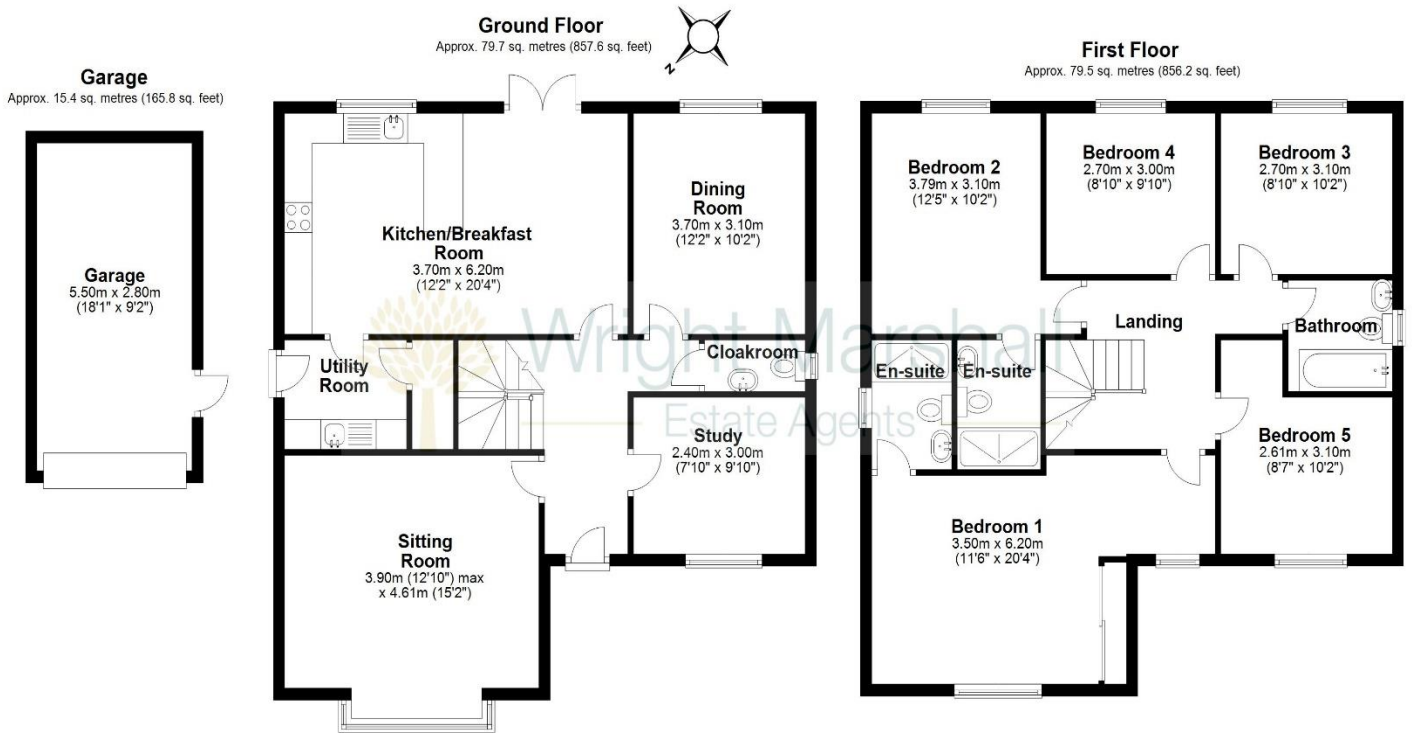 Ground Floor
Approx. 79.7 sq. metres (857.6 sq. feet)
Z
First Floor
Approx. 79.5 sq. metres (856.2 sq. feet)
Garage
Approx. 15.4 sq. metres (165.8 sq. feet)
Garage
5.50m x 2.80m
(18'1" x 9'2")
Kitchen/Breakfast
Room
3.70m x 6.20m
(12'2" x 20'4")
Dining
Room
3.70m x 3.10m
(12'2" x 10'2")
Utility
Room
Cloakroom
Study
2.40m x 3.00m
(7'10" x 9'10")
Sitting
Room
3.90m (12'10") max
x 4.61m (15'2")
Bedroom 2
3.79m x 3.10m
(12'5" x 10'2")
Bedroom 4
2.70m x 3.00m
(8'10" x 9'10")
Bedroom 3
2.70m x 3.10m
(8'10" x 10'2")
Landing
Bathroom
En-suite
En-suite
Bedroom 5
2.61m x 3.10m
(8'7" x 10'2")
Bedroom 1
3.50m x 6.20m
(11'6" x 20'4")
Wright Marshall
Estate Agents